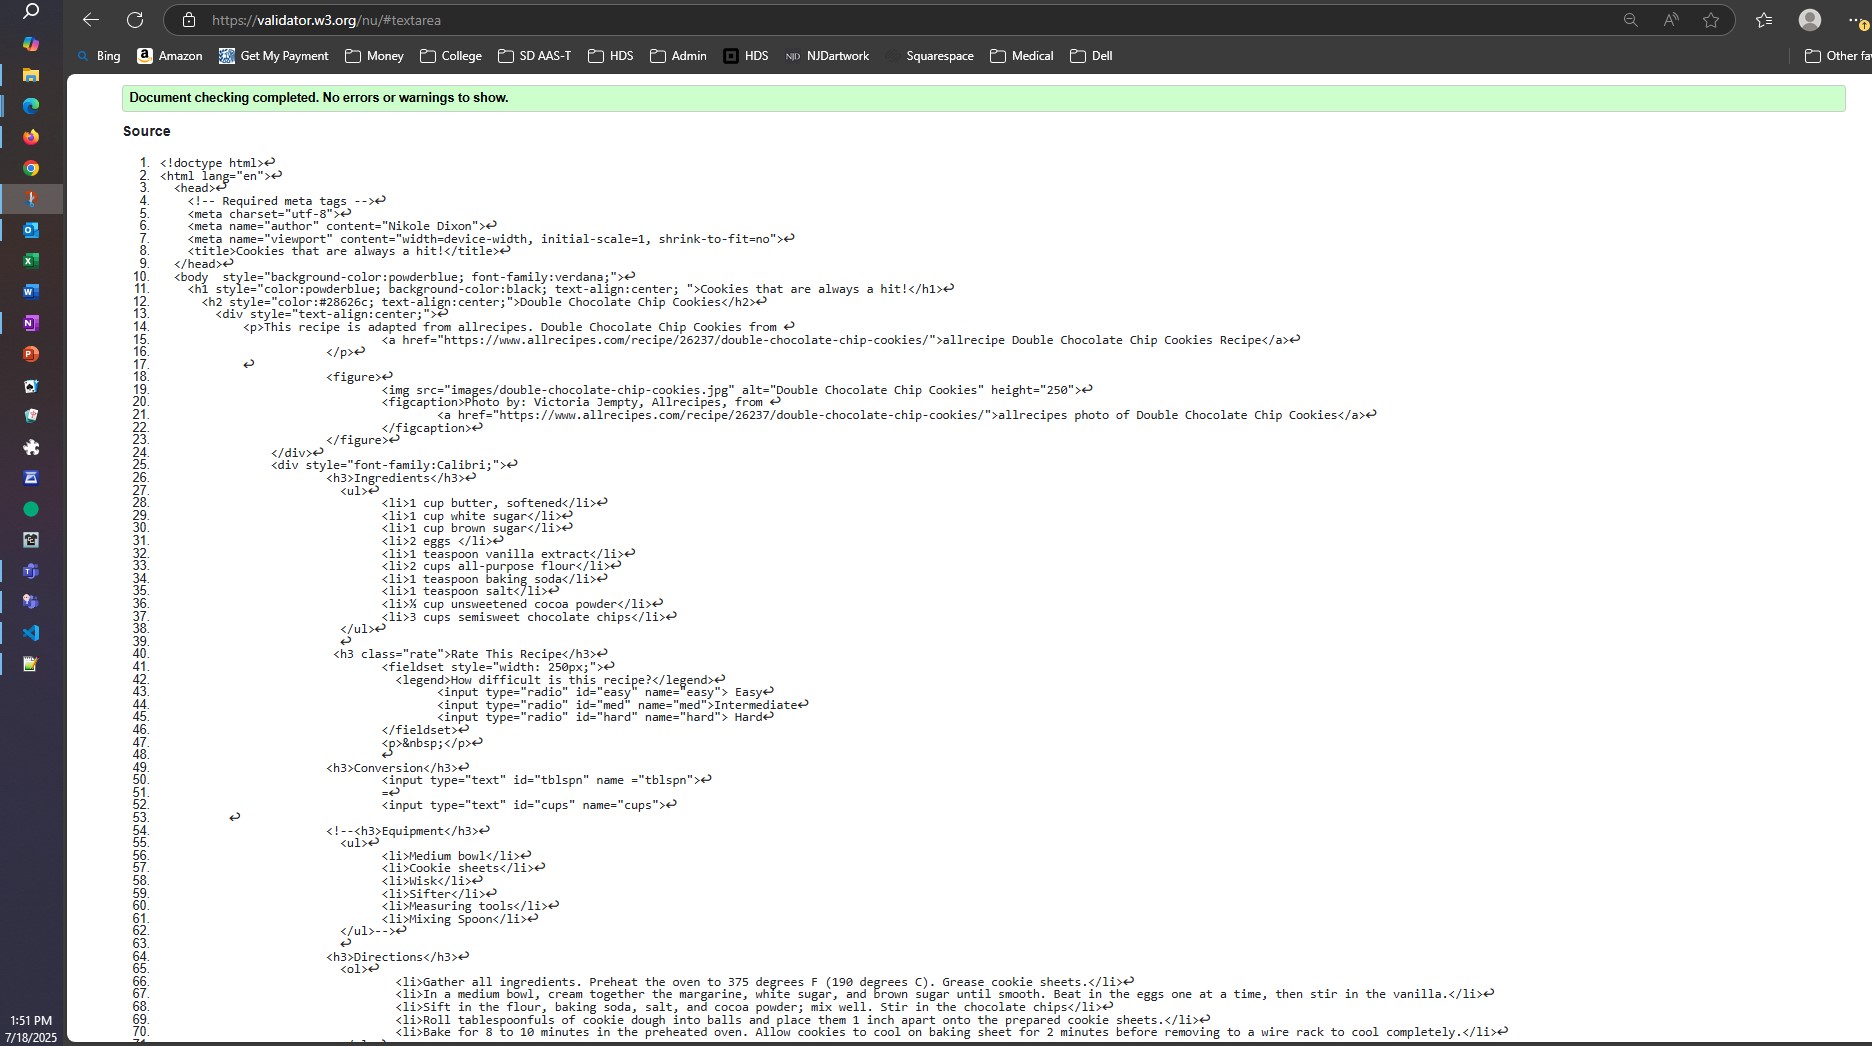 https://validator.w3.org/nu/#textarea
Bing Amazon Get My Payment Money College SD AAS-T HDS Admin HDS NJD NJDartwork Squarespace Medical Dell Other fa
Document checking completed. No errors or warnings to show.
Source
1. <!doctype html>↩
2. <html lang="en">↩
3. <head>↩
4. <!-- Required meta tags -->↩
5. <meta charset="utf-8">↩
6. <meta name="author" content="Nikole Dixon">↩
7. <meta name="viewport" content="width=device-width, initial-scale=1, shrink-to-fit=no">↩
8. <title>Cookies that are always a hit!</title>↩
9. </head>↩
10. <body  style="background-color:powderblue; font-family:verdana;">↩
11. <h1 style="color:powderblue; background-color:black; text-align:center; ">Cookies that are always a hit!</h1>↩
12. <h2 style="color:#28626c; text-align:center;">Double Chocolate Chip Cookies</h2>↩
13. <div style="text-align:center;">↩
14. <p>This recipe is adapted from allrecipes. Double Chocolate Chip Cookies from ↩
15. <a href="https://www.allrecipes.com/recipe/26237/double-chocolate-chip-cookies/">allrecipe Double Chocolate Chip Cookies Recipe</a>↩
16. </p>↩
17. ↩
18. <figure>↩
19. <img src="images/double-chocolate-chip-cookies.jpg" alt="Double Chocolate Chip Cookies" height="250">↩
20. <figcaption>Photo by: Victoria Jempty, Allrecipes, from ↩
21. <a href="https://www.allrecipes.com/recipe/26237/double-chocolate-chip-cookies/">allrecipes photo of Double Chocolate Chip Cookies</a>↩
22. </figcaption>↩
23. </figure>↩
24. </div>↩
25. <div style="font-family:Calibri;">↩
26. <h3>Ingredients</h3>↩
27. <ul>↩
28. <li>1 cup butter, softened</li>↩
29. <li>1 cup white sugar</li>↩
30. <li>1 cup brown sugar</li>↩
31. <li>2 eggs </li>↩
32. <li>1 teaspoon vanilla extract</li>↩
33. <li>2 cups all-purpose flour</li>↩
34. <li>1 teaspoon baking soda</li>↩
35. <li>1 teaspoon salt</li>↩
36. <li>½ cup unsweetened cocoa powder</li>↩
37. <li>3 cups semisweet chocolate chips</li>↩
38. </ul>↩
39. ↩
40. <h3 class="rate">Rate This Recipe</h3>↩
41. <fieldset style="width: 250px;">↩
42. <legend>How difficult is this recipe?</legend>↩
43. <input type="radio" id="easy" name="easy"> Easy↩
44. <input type="radio" id="med" name="med">Intermediate↩
45. <input type="radio" id="hard" name="hard"> Hard↩
46. </fieldset>↩
47. <p>&nbsp;</p>↩
48. ↩
49. <h3>Conversion</h3>↩
50. <input type="text" id="tblspn" name ="tblspn">↩
51. =↩
52. <input type="text" id="cups" name="cups">↩
53. ↩
54. <!--<h3>Equipment</h3>↩
55. <ul>↩
56. <li>Medium bowl</li>↩
57. <li>Cookie sheets</li>↩
58. <li>Wisk</li>↩
59. <li>Sifter</li>↩
60. <li>Measuring tools</li>↩
61. <li>Mixing Spoon</li>↩
62. </ul>-->↩
63. ↩
64. <h3>Directions</h3>↩
65. <ol>↩
66. <li>Gather all ingredients. Preheat the oven to 375 degrees F (190 degrees C). Grease cookie sheets.</li>↩
67. <li>In a medium bowl, cream together the margarine, white sugar, and brown sugar until smooth. Beat in the eggs one at a time, then stir in the vanilla.</li>↩
68. <li>Sift in the flour, baking soda, salt, and cocoa powder; mix well. Stir in the chocolate chips</li>↩
69. <li>Roll tablespoonfuls of cookie dough into balls and place them 1 inch apart onto the prepared cookie sheets.</li>↩
70. <li>Bake for 8 to 10 minutes in the preheated oven. Allow cookies to cool on baking sheet for 2 minutes before removing to a wire rack to cool completely.</li>↩
1:51 PM
7/18/2025